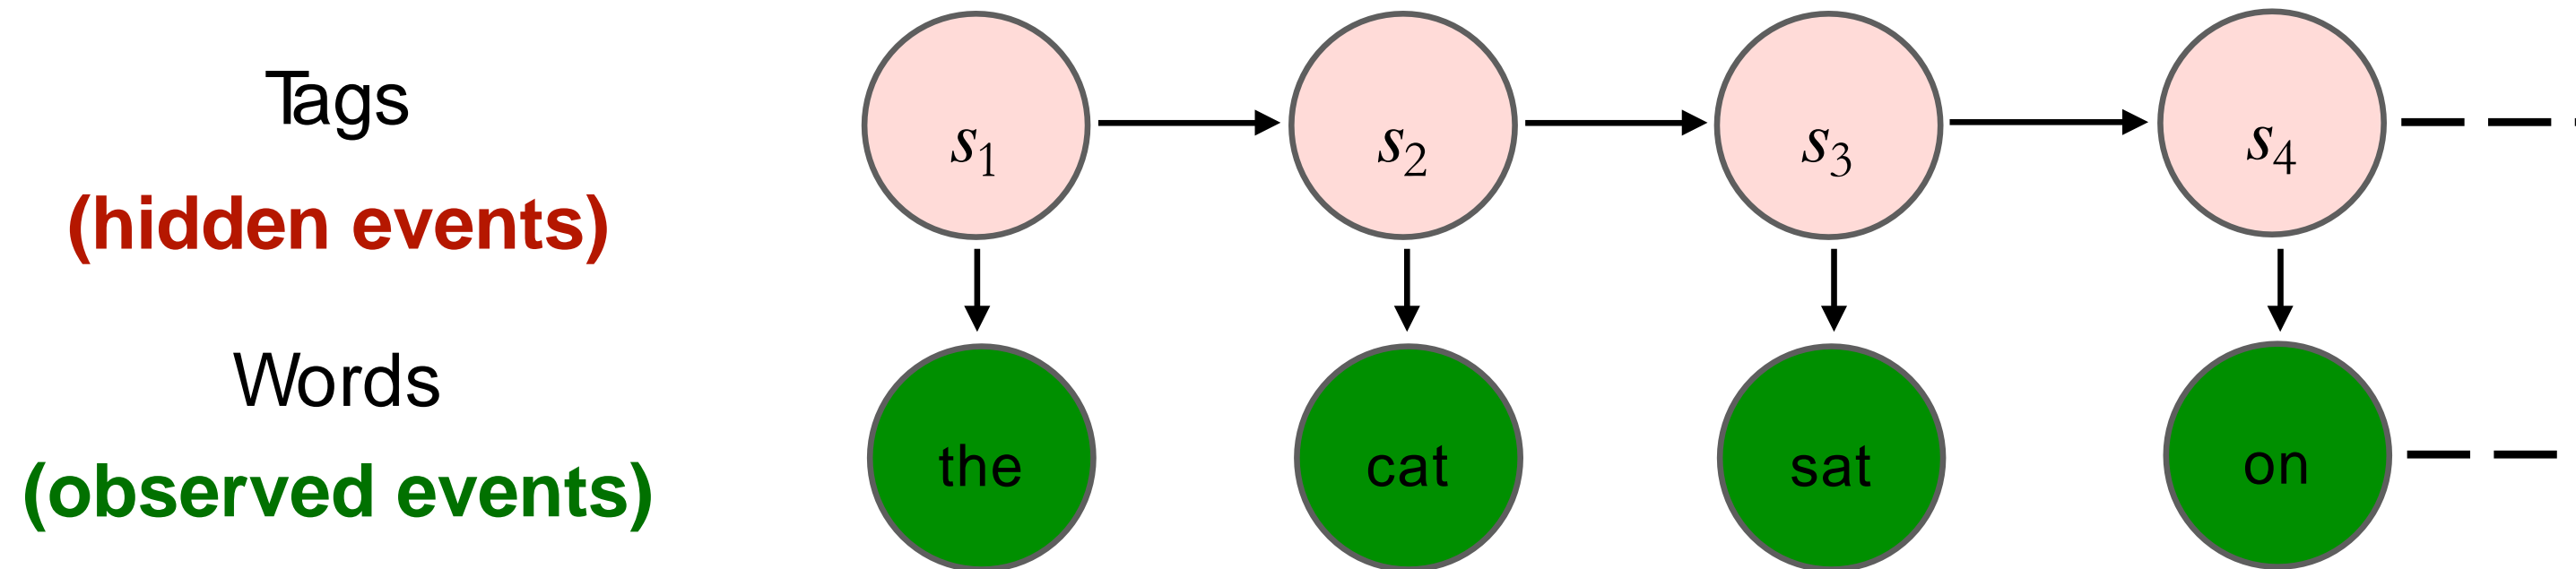 Tags
(hidden events)
s₁ s₂ s₃ s₄
Words
(observed events)
the cat sat on